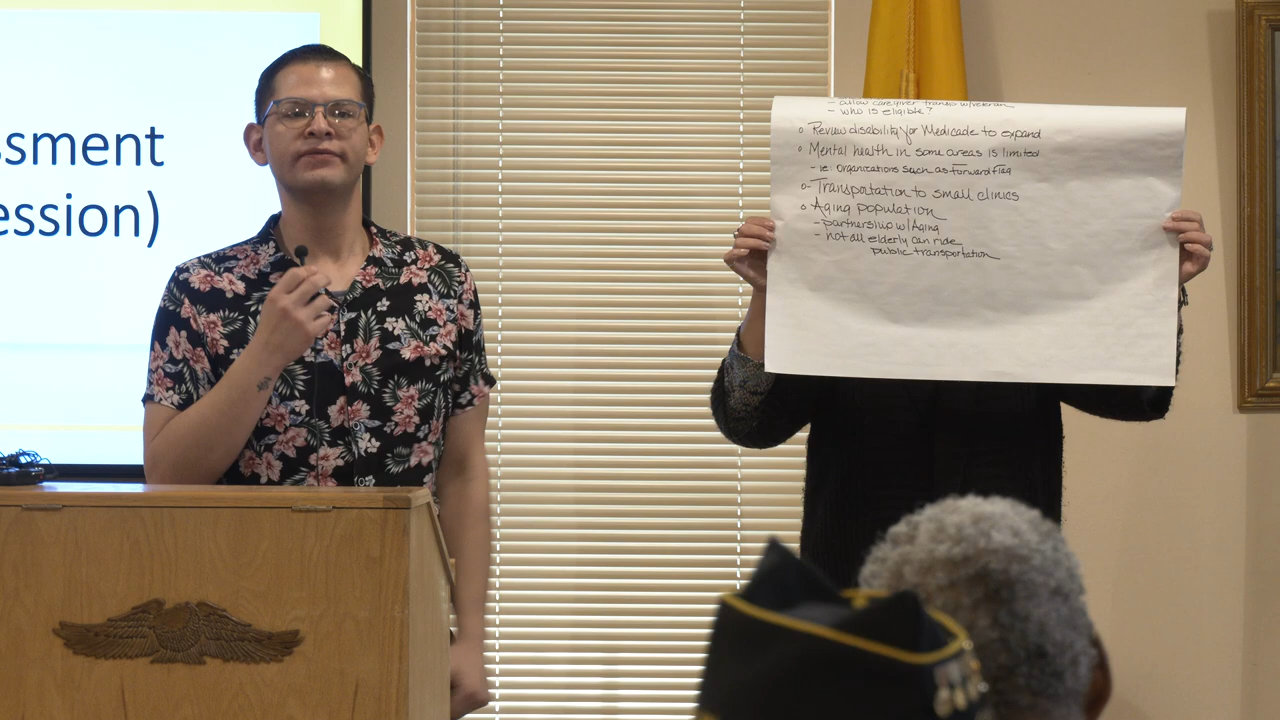 ssment
ession)
- allow caregiver transp w/veteran
- who is eligible?
o Review disability for Medicade to expand
o Mental health in some areas is limited
- ie: organizations such as forward flag
o- Transportation to small clinics
o Aging population
- partnership w/Aging
- not all elderly can ride
public transportation